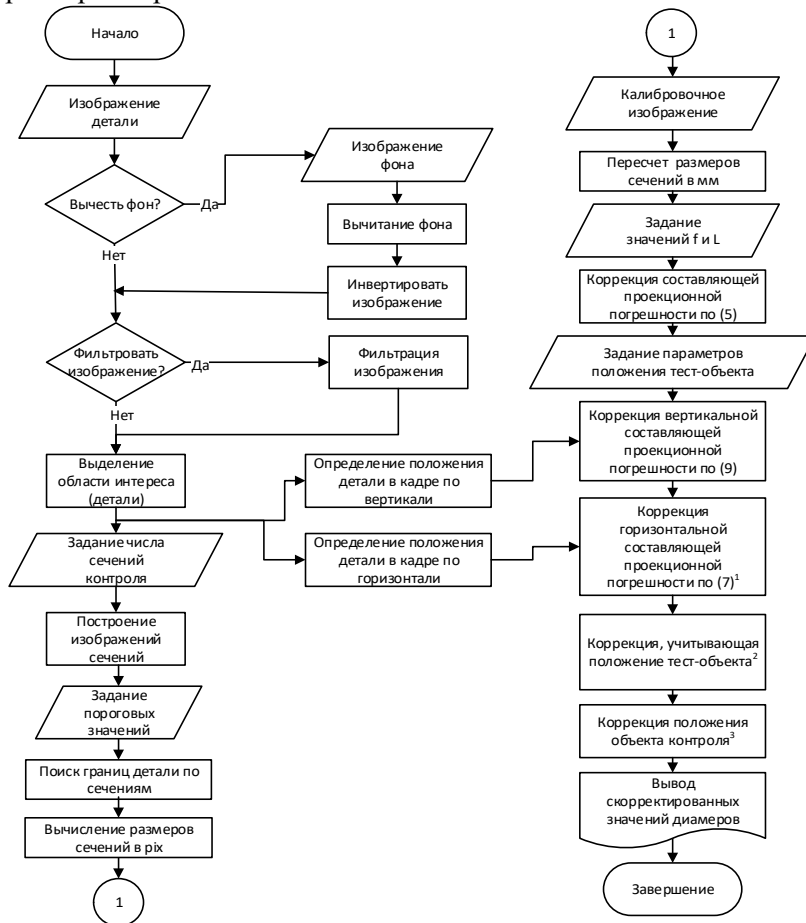 Начало
Изображение
детали
Вычесть фон?
Да
Нет
Изображение
фона
Вычитание фона
Инвертировать
изображение
Фильтровать
изображение?
Да
Нет
Фильтрация
изображения
Выделение
области интереса
(детали)
Определение положения
детали в кадре по
вертикали
Задание числа
сечений
контроля
Определение положения
детали в кадре по
горизонтали
Построение
изображений
сечений
Задание
пороговых
значений
Поиск границ детали по
сечениям
Вычисление размеров
сечений в pix
1
1
Калибровочное
изображение
Пересчет размеров
сечений в мм
Задание
значений f и L
Коррекция составляющей
проекционной
погрешности по (5)
Задание параметров
положения тест-объекта
Коррекция вертикальной
составляющей
проекционной
погрешности по (9)
Коррекция
горизонтальной
составляющей
проекционной
погрешности по (7)¹
Коррекция, учитывающая
положение тест-объекта²
Коррекция положения
объекта контроля³
Вывод
скорректированных
значений диамеров
Завершение